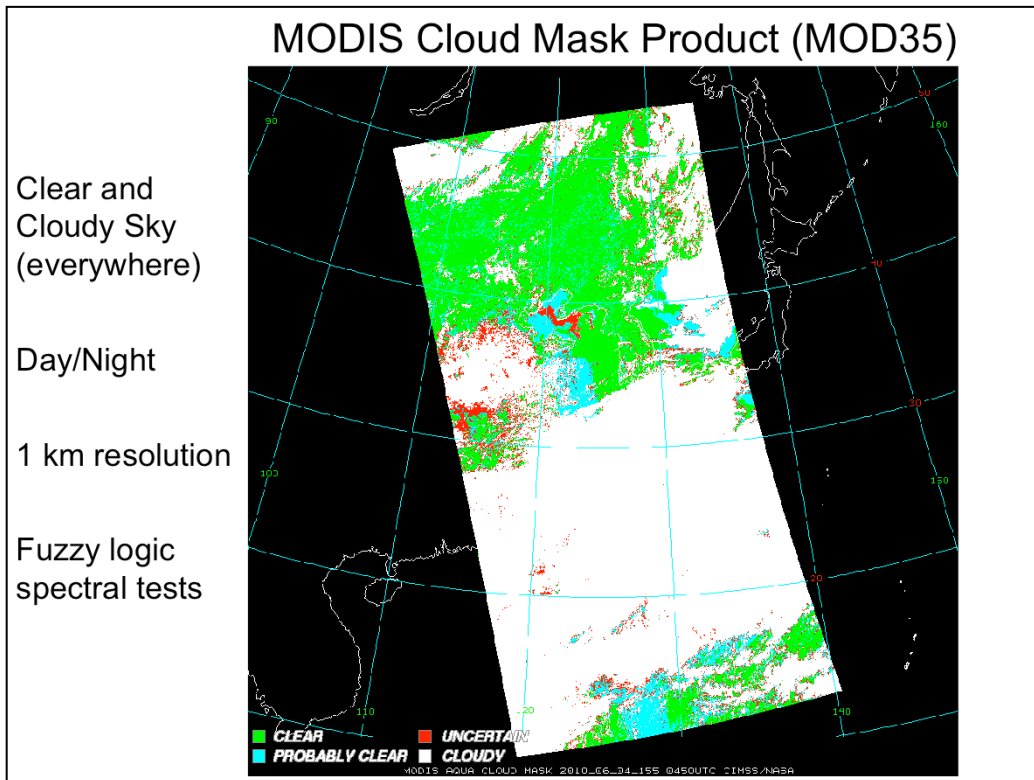 MODIS Cloud Mask Product (MOD35)
Clear and
Cloudy Sky
(everywhere)
Day/Night
1 km resolution
Fuzzy logic
spectral tests
90
50
160
40
30
100
150
20
110
20
140
CLEAR
UNCERTAIN
PROBABLY CLEAR
CLOUDY
MODIS AQUA CLOUD MASK 2010_06_04_155 0450UTC CIMSS/NASA